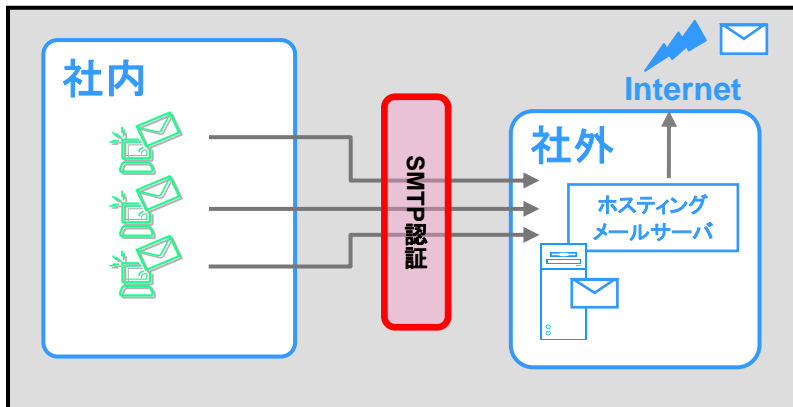 社内
SMTP認証
Internet
社外
ホスティング
メールサーバ